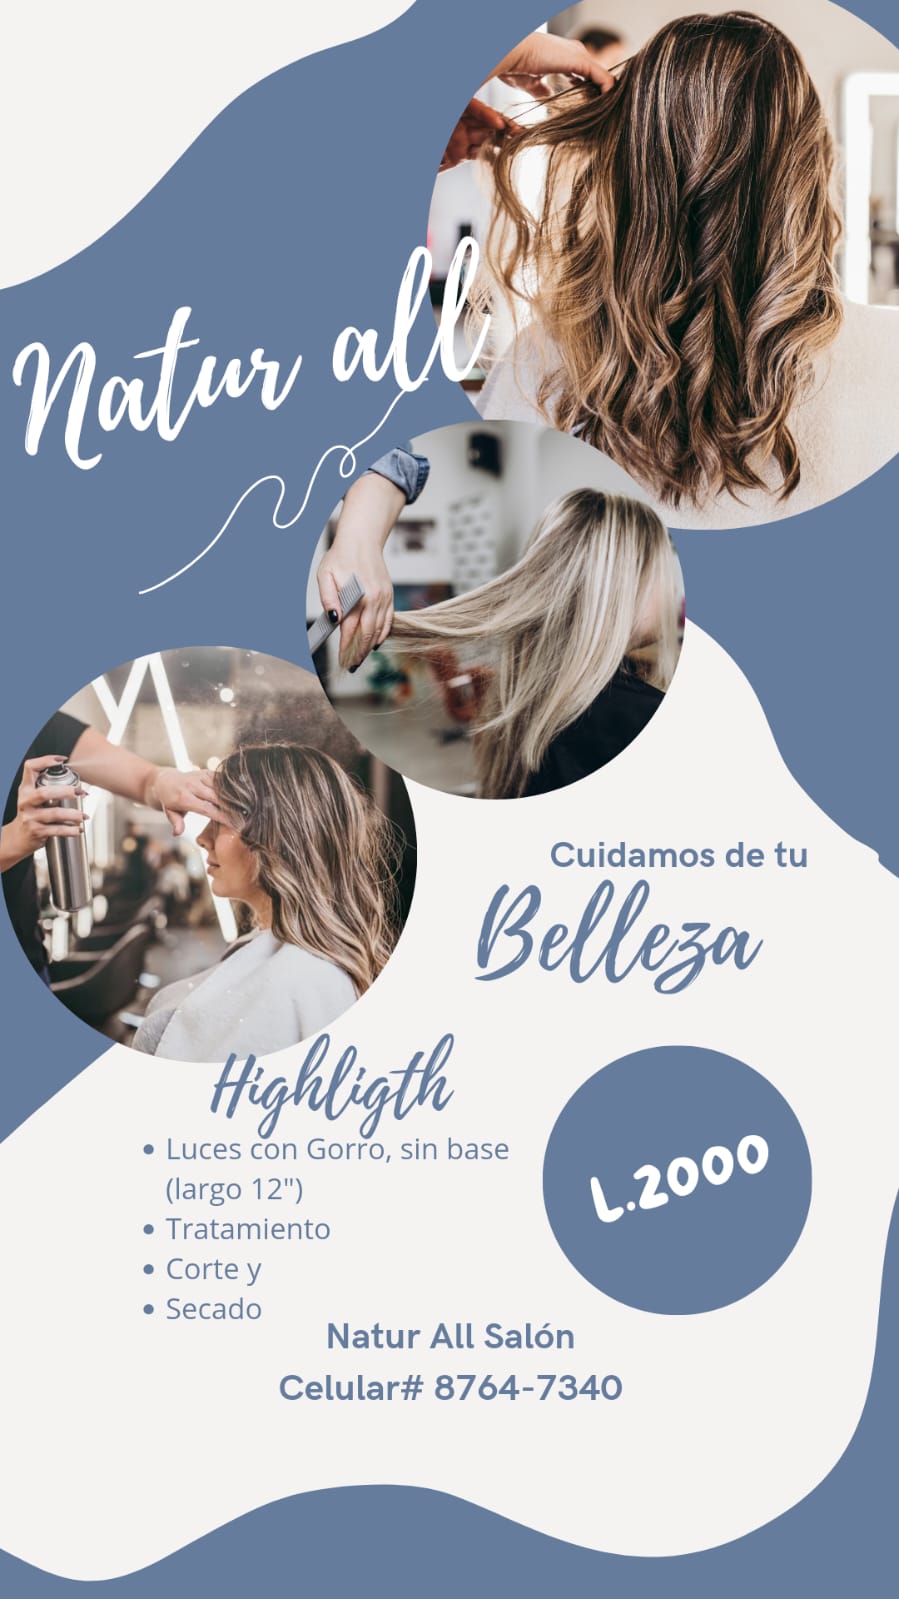 Natur all
Cuidamos de tu
Belleza
Highligth
• Luces con Gorro, sin base
(largo 12")
• Tratamiento
• Corte y
• Secado
L.2000
Natur All Salón
Celular# 8764-7340